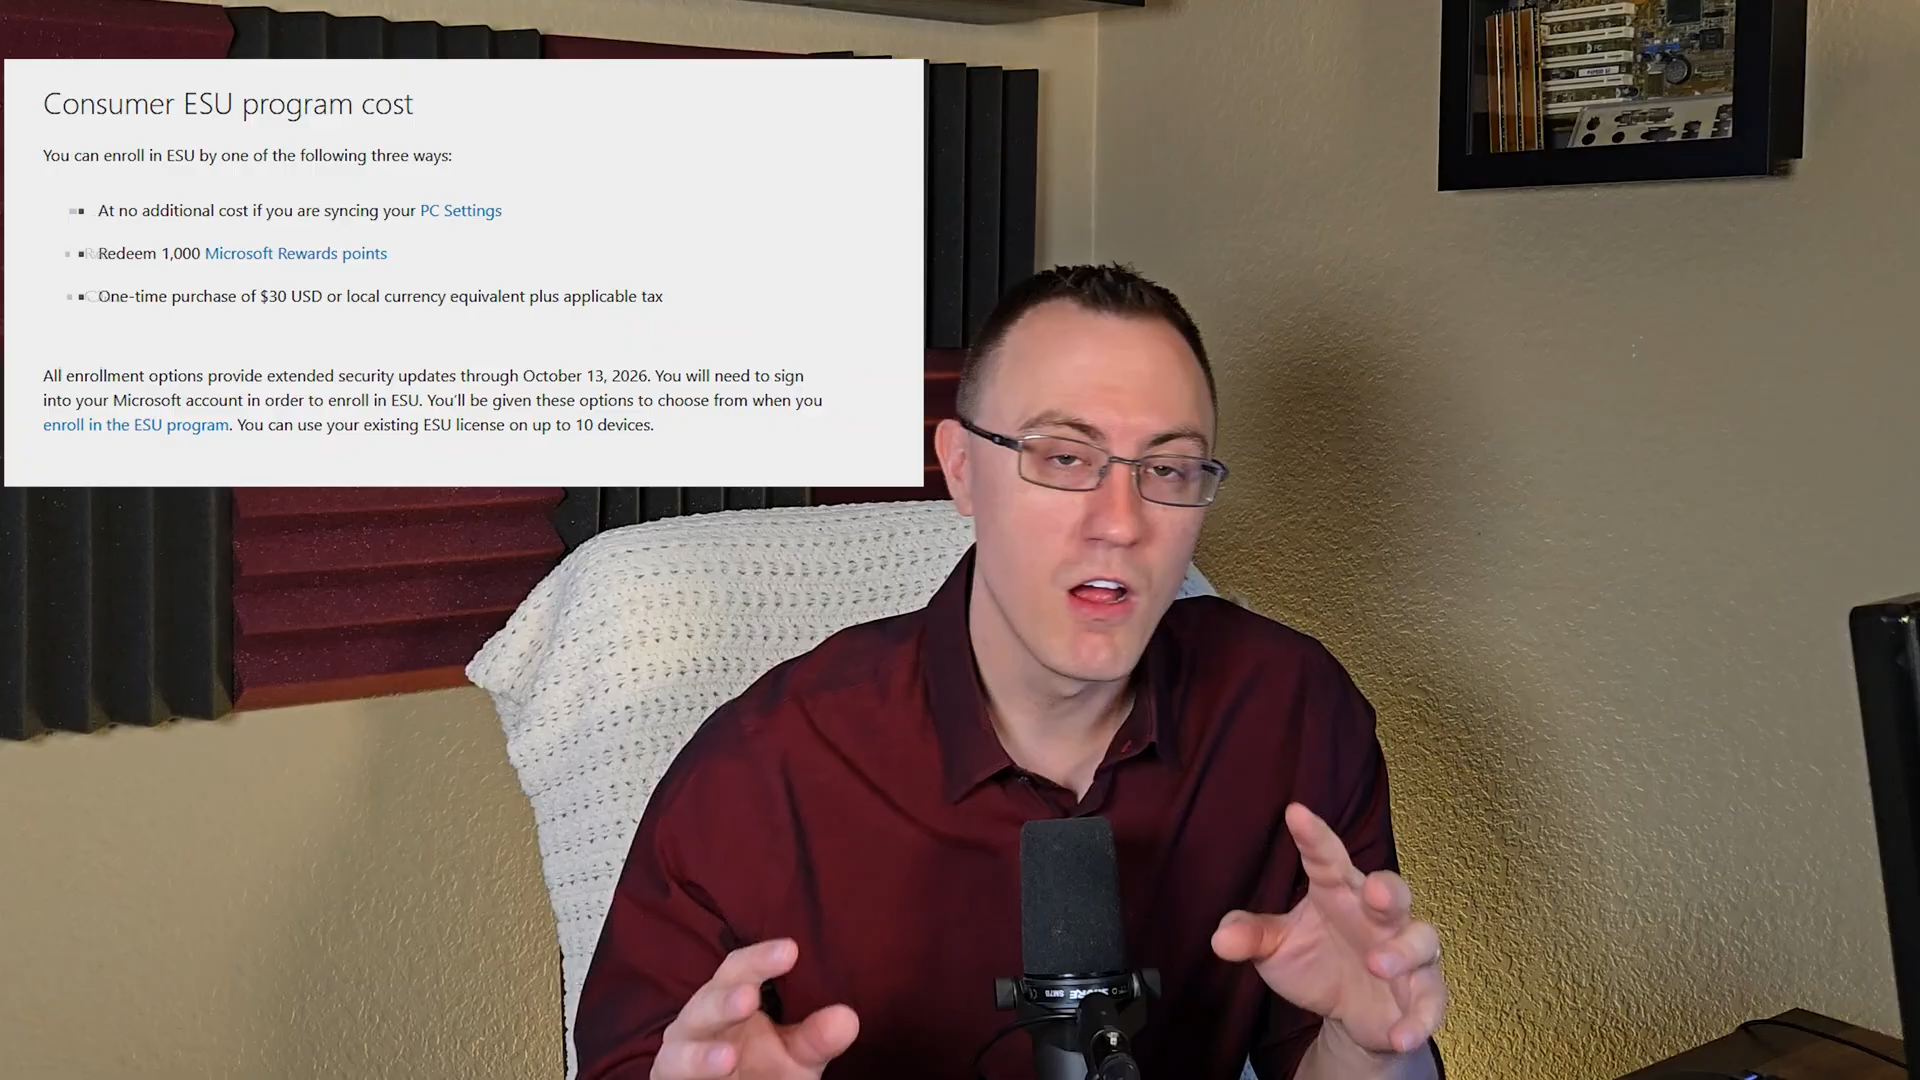 Consumer ESU program cost
You can enroll in ESU by one of the following three ways:
At no additional cost if you are syncing your PC Settings
Redeem 1,000 Microsoft Rewards points
One-time purchase of $30 USD or local currency equivalent plus applicable tax
All enrollment options provide extended security updates through October 13, 2026. You will need to sign
into your Microsoft account in order to enroll in ESU. You'll be given these options to choose from when you
enroll in the ESU program. You can use your existing ESU license on up to 10 devices.
SHURE SM7B